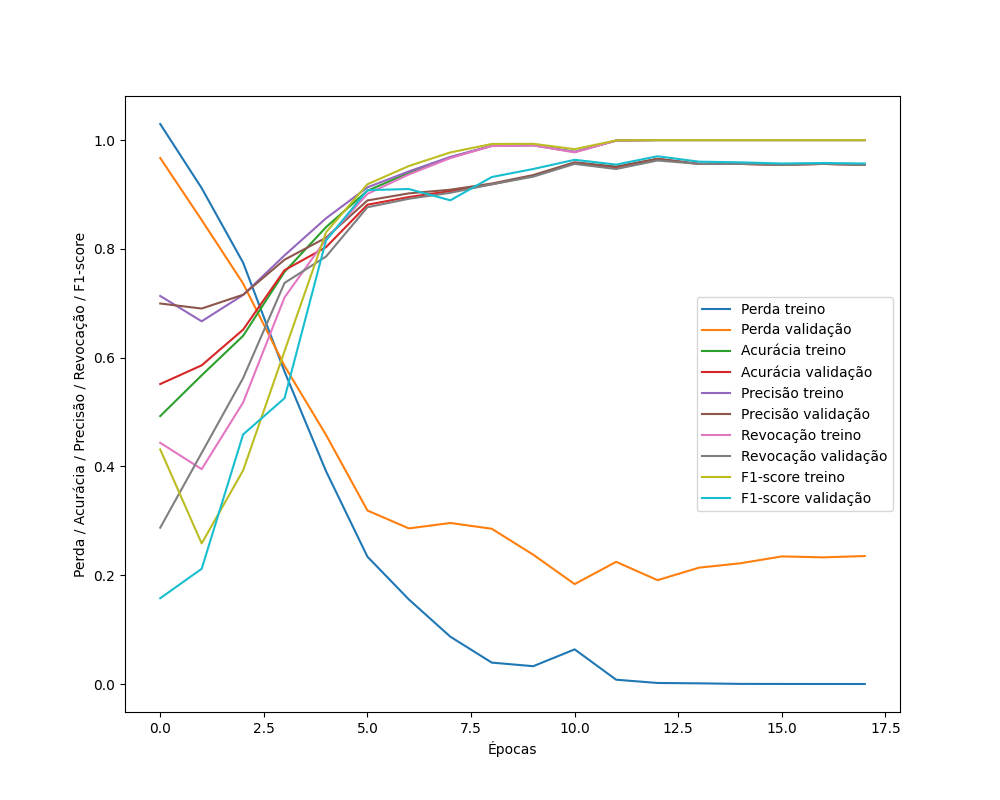 Perda / Acurácia / Precisão / Revocação / F1-score
1.0
0.8
0.6
0.4
0.2
0.0
Perda treino
Perda validação
Acurácia treino
Acurácia validação
Precisão treino
Precisão validação
Revocação treino
Revocação validação
F1-score treino
F1-score validação
0.0 2.5 5.0 7.5 10.0 12.5 15.0 17.5
Épocas